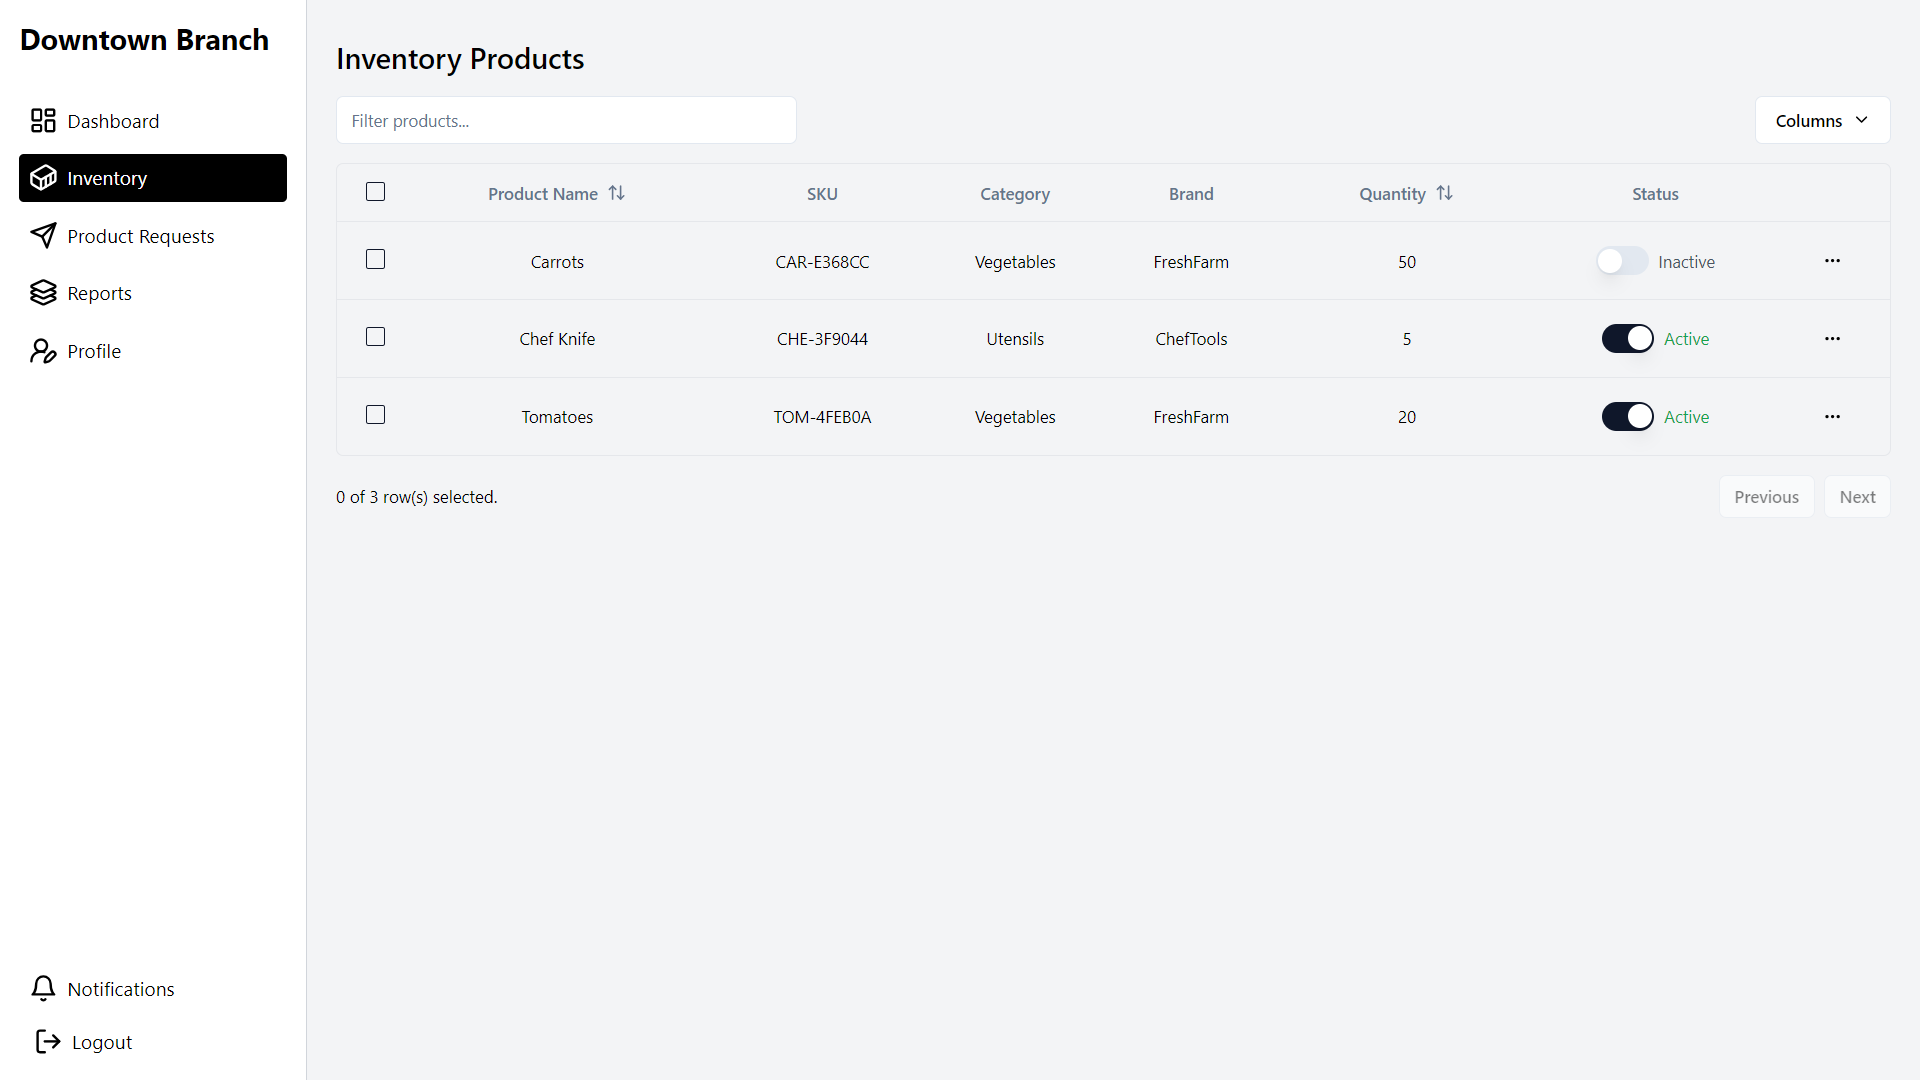 Downtown Branch
Dashboard
Inventory
Product Requests
Reports
Profile
Notifications
Logout
Inventory Products
Filter products...
Columns
Product Name SKU Category Brand Quantity Status
Carrots CAR-E368CC Vegetables FreshFarm 50 Inactive
Chef Knife CHE-3F9044 Utensils ChefTools 5 Active
Tomatoes TOM-4FEB0A Vegetables FreshFarm 20 Active
0 of 3 row(s) selected.
Previous Next